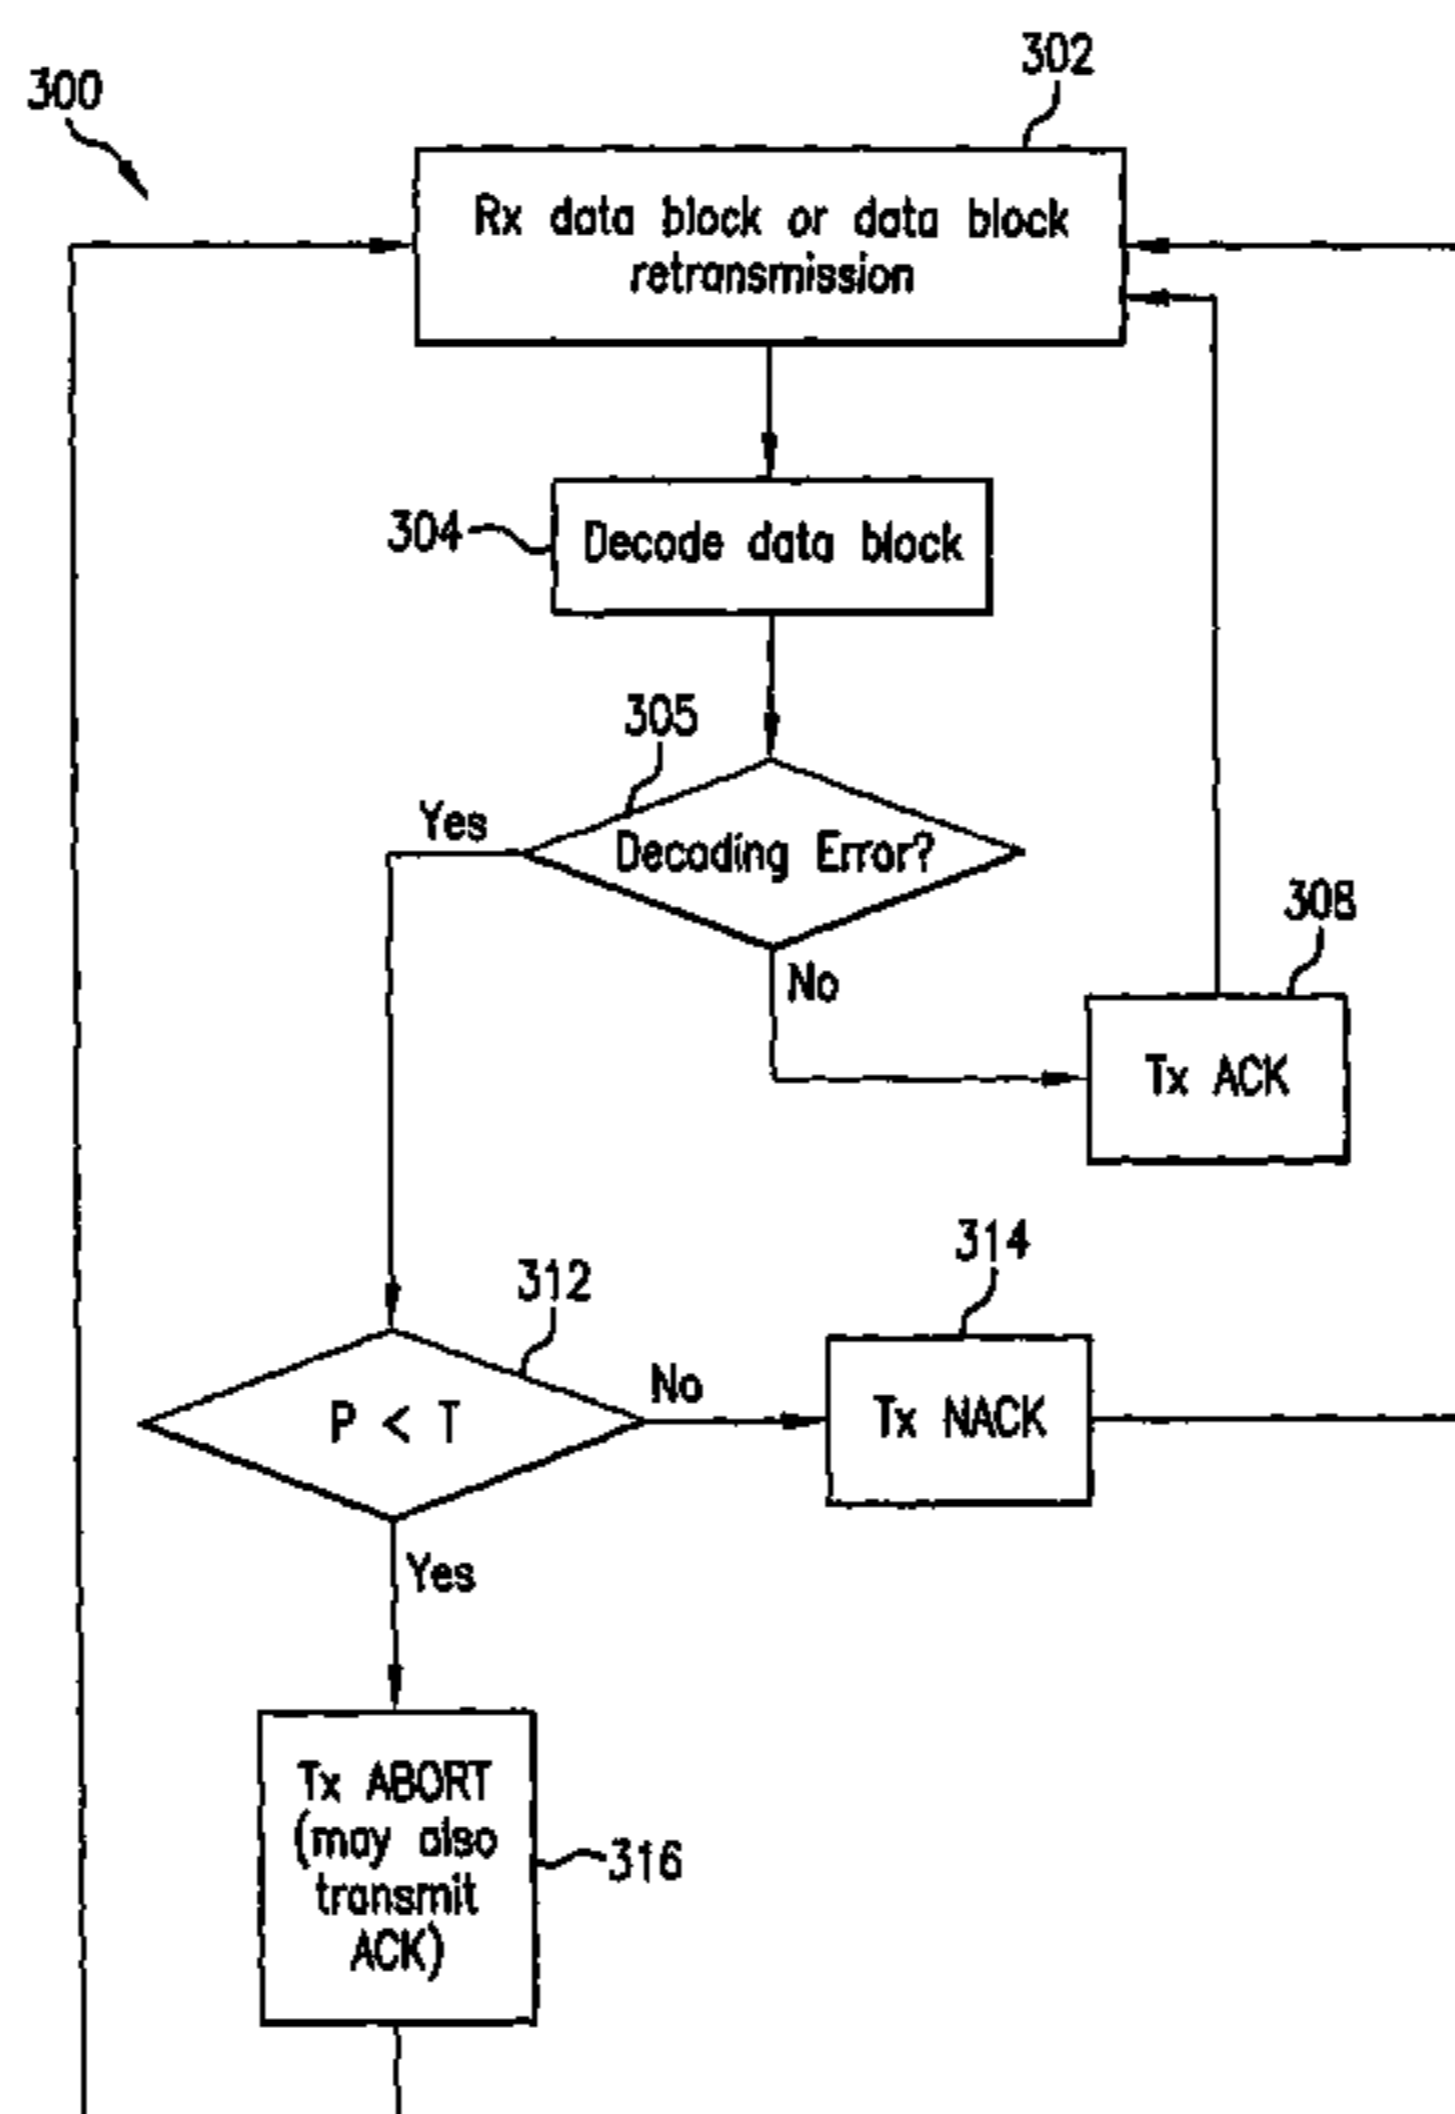 302
300
Rx data block or data block
retransmission
304
Decode data block
305
Yes
Decoding Error?
308
No
Tx ACK
314
312
No
P < T
Tx NACK
Yes
Tx ABORT
(may also
transmit
ACK)
316